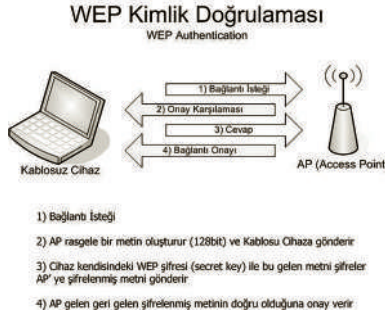 WEP Kimlik Doğrulaması
WEP Authentication
1) Bağlantı İsteği
2) Onay Karşılaması
3) Cevap
4) Bağlantı Onayı
Kablosuz Cihaz
AP (Access Point
1) Bağlantı İsteği
2) AP rasgele bir metin oluşturur (128bit) ve Kablosu Cihaza gönderir
3) Cihaz kendisindeki WEP şifresi (secret key) ile bu gelen metni şifreler
AP' ye şifrelenmiş metni gönderir
4) AP gelen geri gelen şifrelenmiş metinin doğru olduğuna onay verir